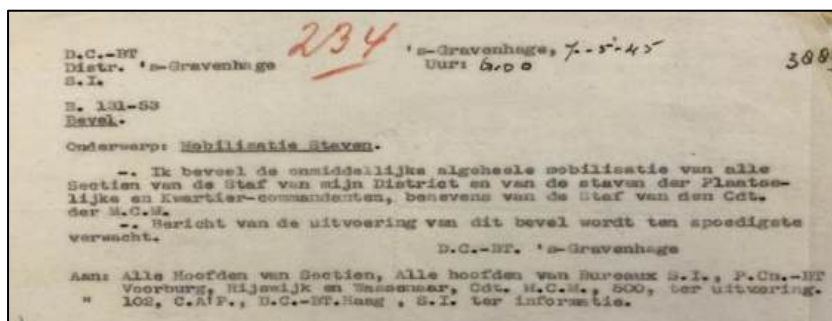 234
D.C.-BT 's-Gravenhage, 7-5-45
Distr. 's-Gravenhage Uur: 6.00
S.I. 388
B. 131-53
Bevel.
Onderwerp: Mobilisatie Staven.
-. Ik beveel de onmiddellijke algeheele mobilisatie van alle
Sectien van de Staf van mijn District en van de staven der Plaatse-
lijke en Kwartier-commandanten, benevens van de Staf van den Cdt.
der M.C.M.
-. Bericht van de uitvoering van dit bevel wordt ten spoedigste
verwacht.
D.C.-BT. 's-Gravenhage
Aan: Alle Hoofden van Sectien, Alle hoofden van Bureaux S.I., P.Cn.-BT
Voorburg, Rijswijk en Wassenaar, Cdt. M.C.M., 500, ter uitvoering.
" 102, C.A.P., D.C.-BT.Haag , S.I. ter informatie.